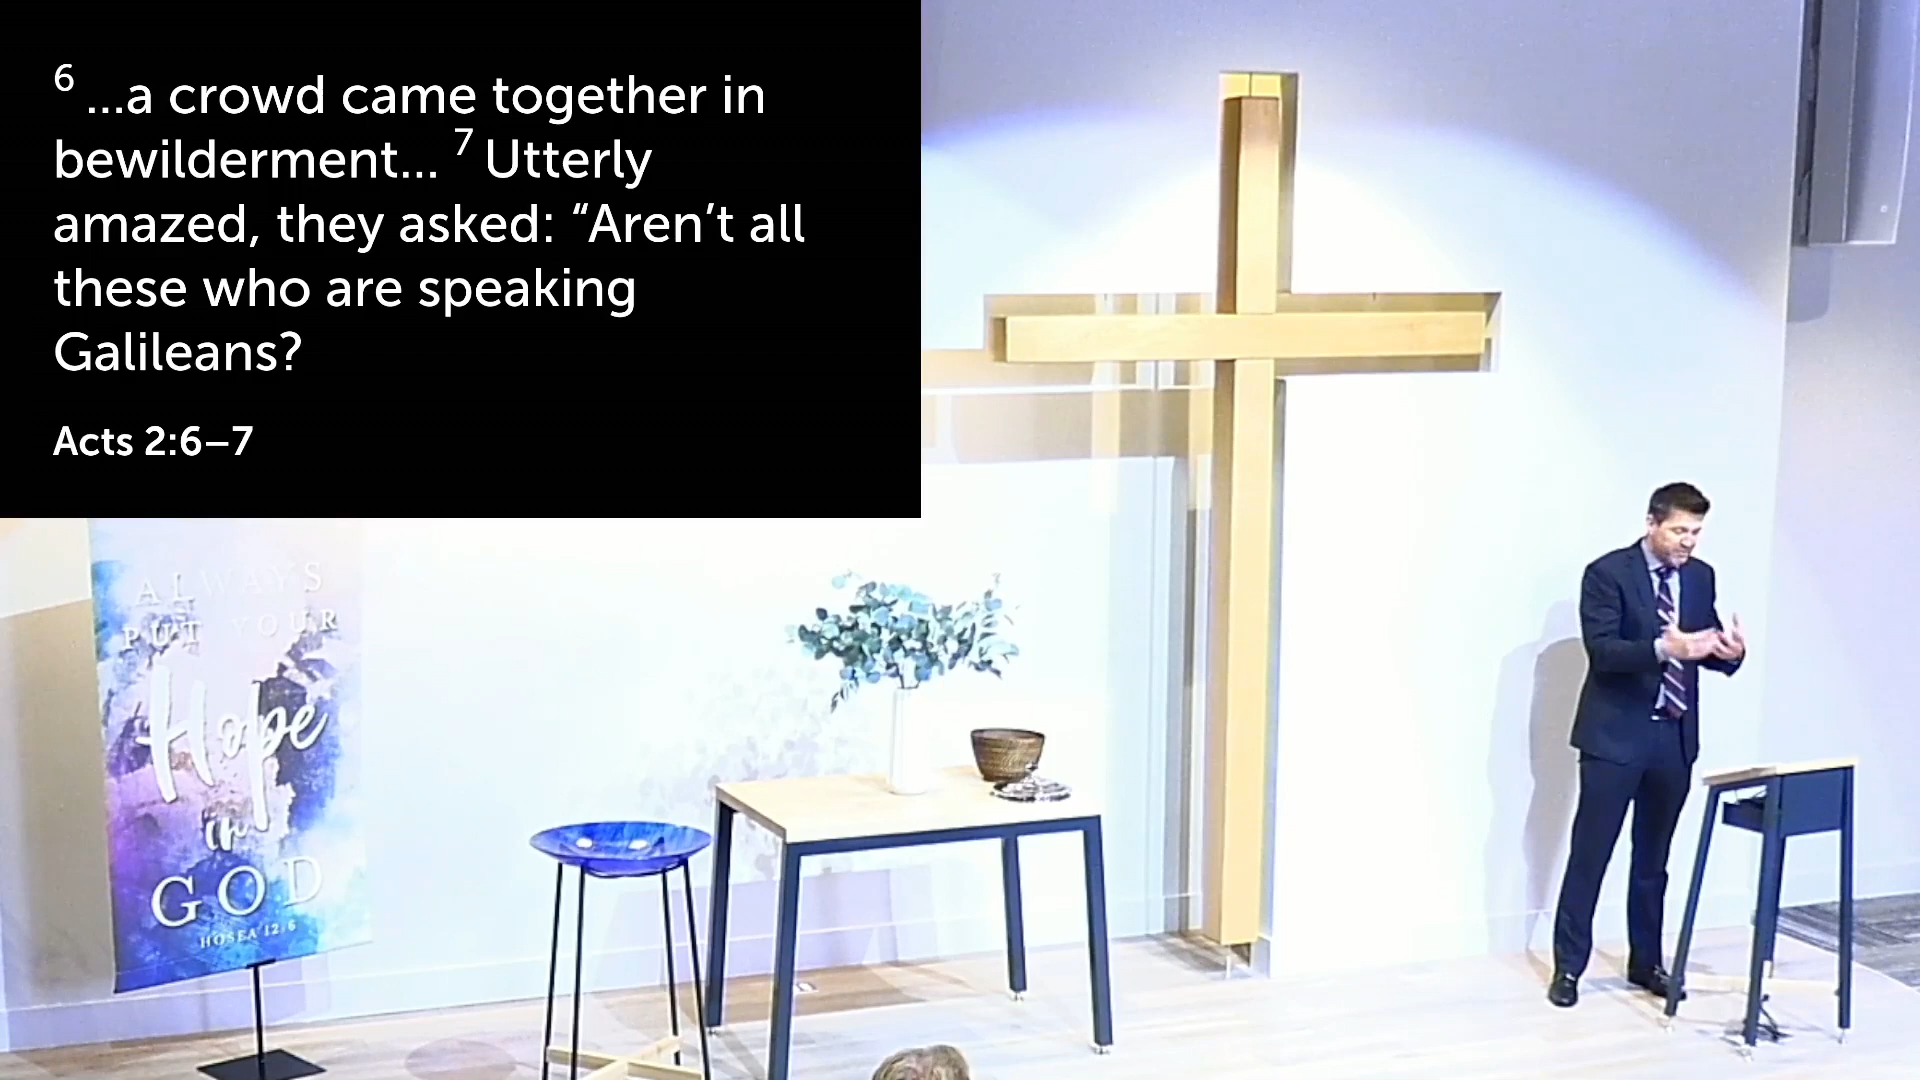 6 ...a crowd came together in
bewilderment... 7 Utterly
amazed, they asked: “Aren’t all
these who are speaking
Galileans?
Acts 2:6–7
ALWAYS
PUT YOUR
Hope
in
GOD
HOSEA 12:6